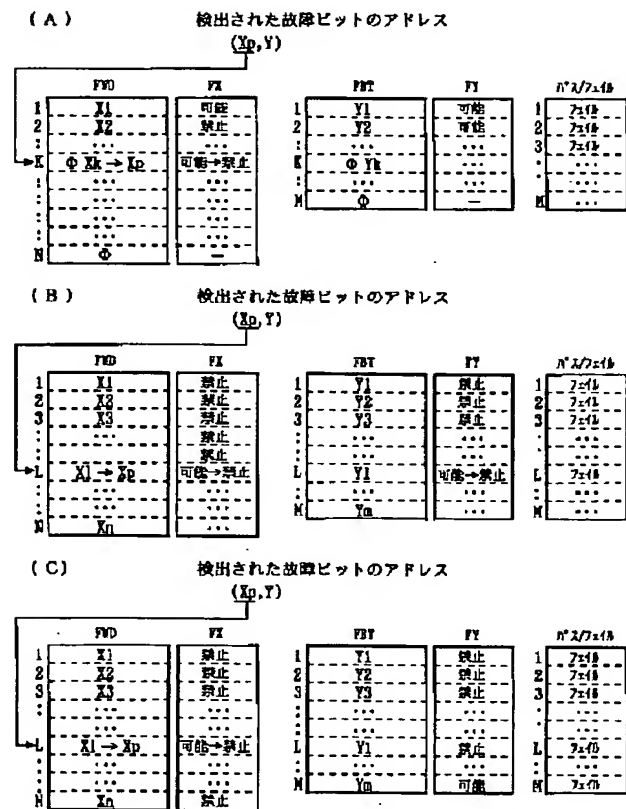 (A) 検出された故障ビットのアドレス
(Xp,Y)
FWD FX FBT FY パス/フェイル
1 X1 可能 1 Y1 可能 1 フェイル
2 X2 禁止 2 Y2 可能 2 フェイル
: ... ... : ... ... 3 フェイル
K Φ Xk → Xp 可能→禁止 K Φ Yk ... : ...
: ... ... : ... ... : ...
: ... ... M Φ — M ...
: ... ...
N Φ —
(B) 検出された故障ビットのアドレス
(Xp,Y)
FWD FX FBT FY パス/フェイル
1 X1 禁止 1 Y1 禁止 1 フェイル
2 X2 禁止 2 Y2 禁止 2 フェイル
3 X3 禁止 3 Y3 禁止 3 フェイル
: ... 禁止 : ... ... : ...
: 禁止 : ... ... : ...
L Xl → Xp 可能→禁止 L Yl 可能→禁止 L フェイル
: ... ... : ... ... : ...
N Xn ... M Ym ... M ...
(C) 検出された故障ビットのアドレス
(Xp,Y)
FWD FX FBT FY パス/フェイル
1 X1 禁止 1 Y1 禁止 1 フェイル
2 X2 禁止 2 Y2 禁止 2 フェイル
3 X3 禁止 3 Y3 禁止 3 フェイル
: ... ... : ... ... : ...
: ... ... : ... ... : ...
L Xl → Xp 可能→禁止 L Yl 禁止 L フェイル
: ... ... : ... ... : ...
N Xn 禁止 M Ym 可能 M フェイル